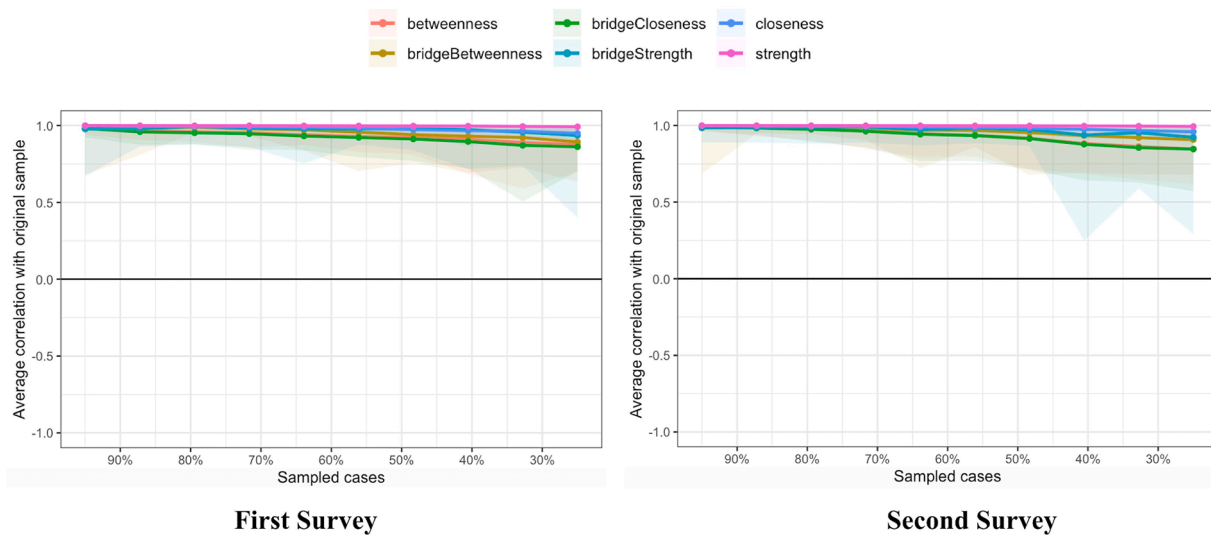 betweenness bridgeCloseness closeness
bridgeBetweenness bridgeStrength strength
Average correlation with original sample
1.0
0.5
0.0
-0.5
-1.0
90% 80% 70% 60% 50% 40% 30%
Sampled cases
First Survey
Average correlation with original sample
1.0
0.5
0.0
-0.5
-1.0
90% 80% 70% 60% 50% 40% 30%
Sampled cases
Second Survey